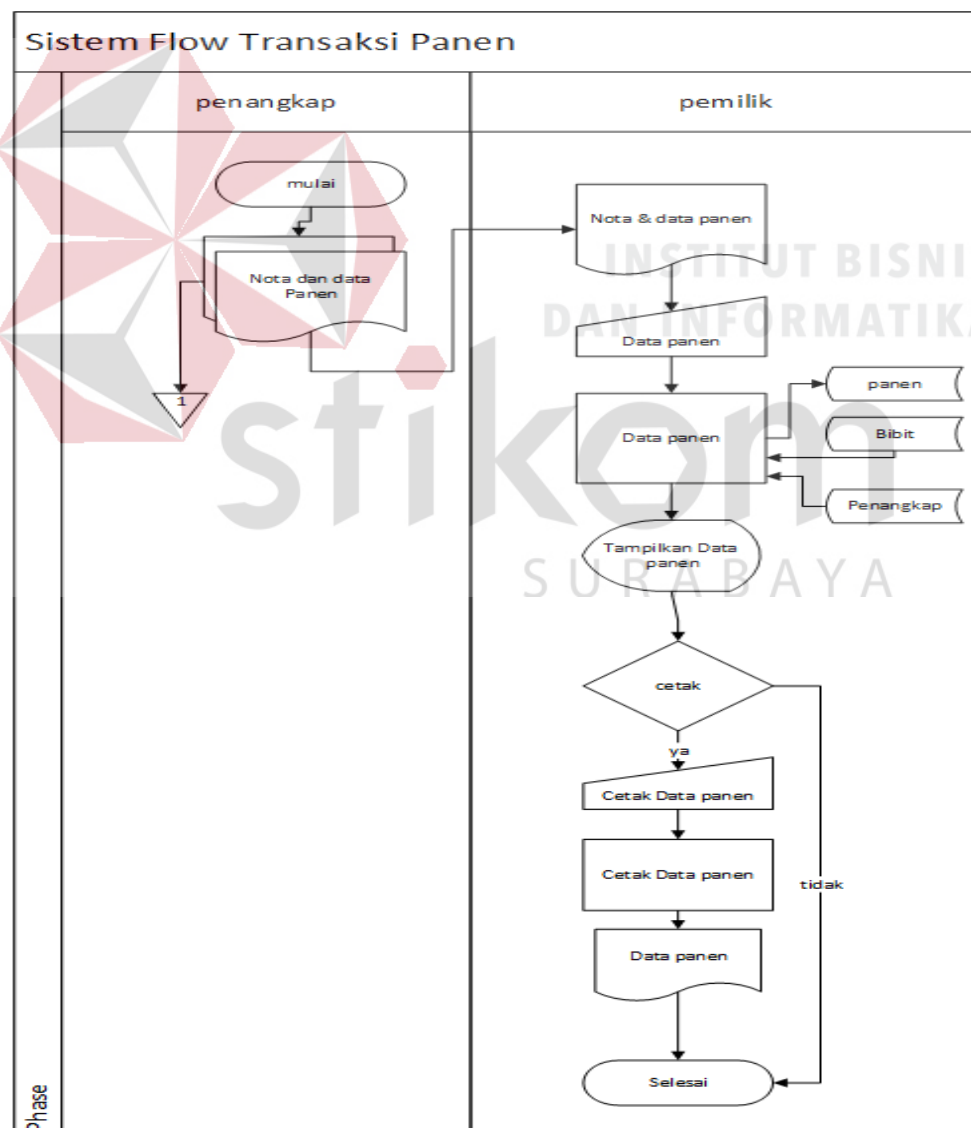 Sistem Flow Transaksi Panen
penangkap
pemilik
mulai
Nota dan data
Panen
1
Nota & data panen
Data panen
Data panen
panen
Bibit
Penangkap
Tampilkan Data
panen
cetak
ya
Cetak Data panen
Cetak Data panen
tidak
Data panen
Selesai
Phase
INSTITUT BISNI
DAN INFORMATIKA
stikom
SURABAYA